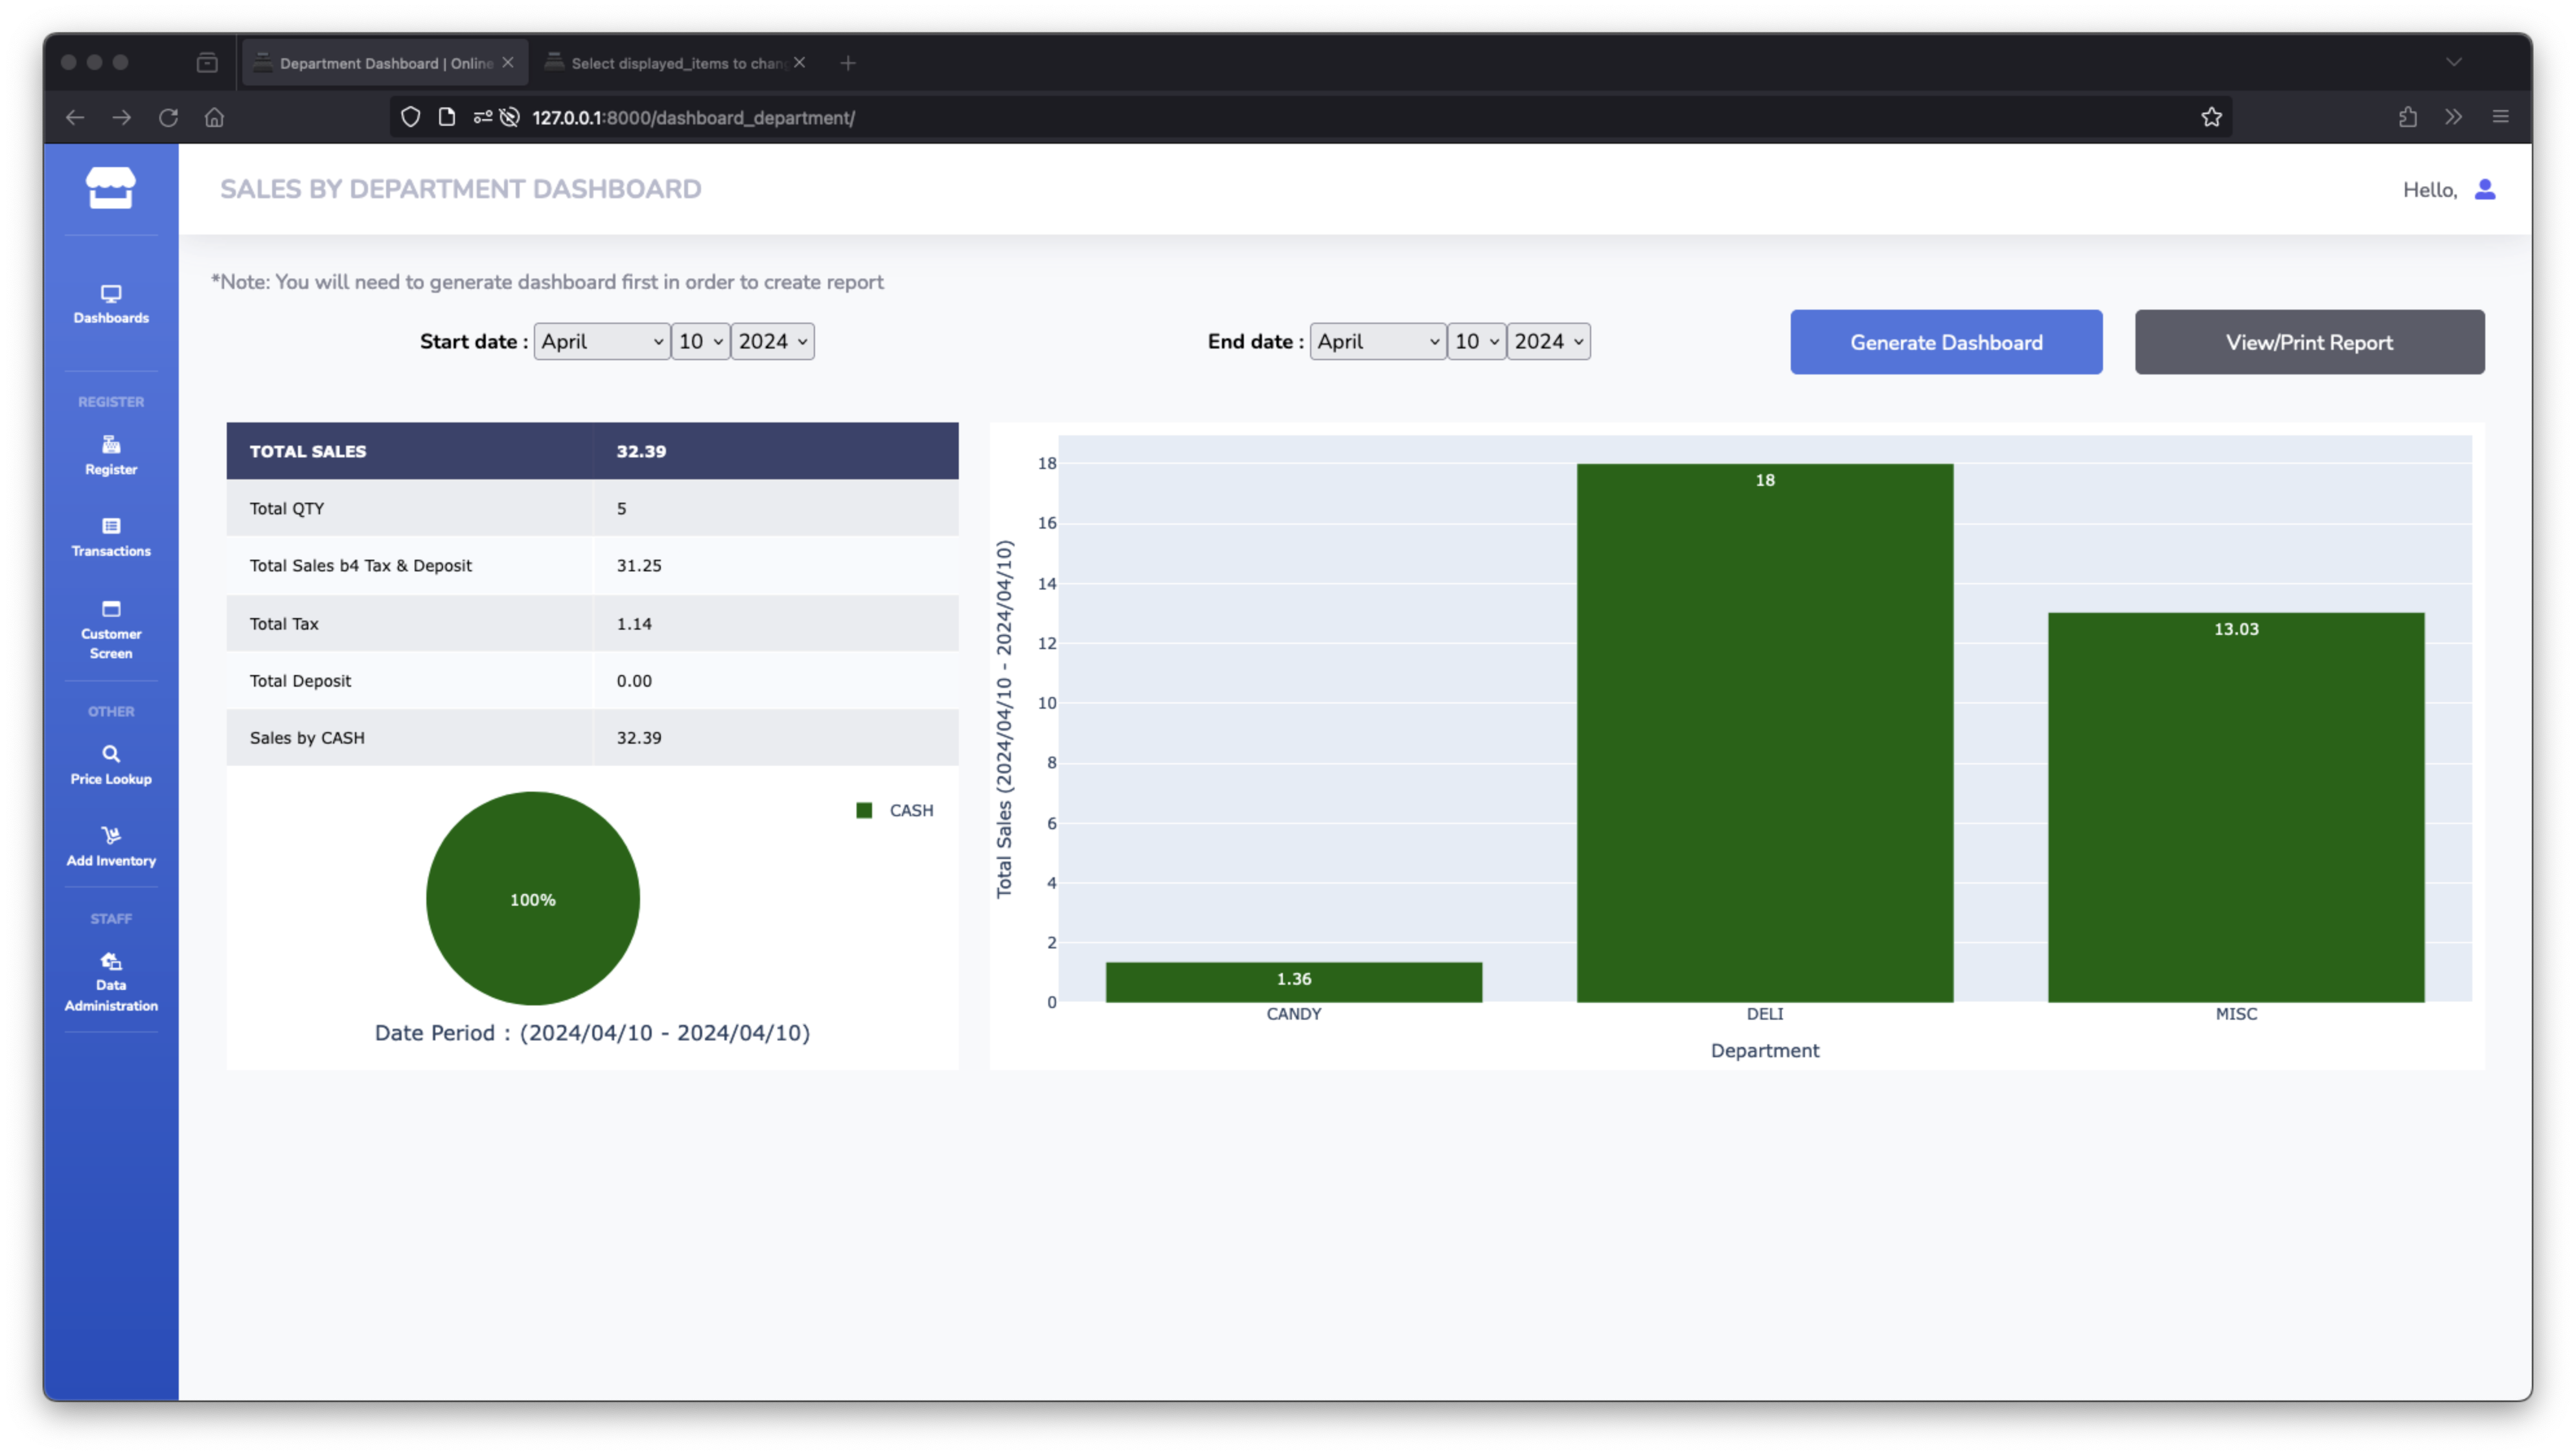 Department Dashboard | Online
Select displayed_items to chan
127.0.0.1:8000/dashboard_department/
SALES BY DEPARTMENT DASHBOARD
Hello,
Dashboards
REGISTER
Register
Transactions
Customer
Screen
OTHER
Price Lookup
Add Inventory
STAFF
Data
Administration
*Note: You will need to generate dashboard first in order to create report
Start date : April 10 2024
End date : April 10 2024
Generate Dashboard
View/Print Report
TOTAL SALES 32.39
Total QTY 5
Total Sales b4 Tax & Deposit 31.25
Total Tax 1.14
Total Deposit 0.00
Sales by CASH 32.39
CASH
100%
Date Period : (2024/04/10 - 2024/04/10)
Total Sales (2024/04/10 - 2024/04/10)
18
16
14
12
10
8
6
4
2
0
1.36
18
13.03
CANDY
DELI
MISC
Department